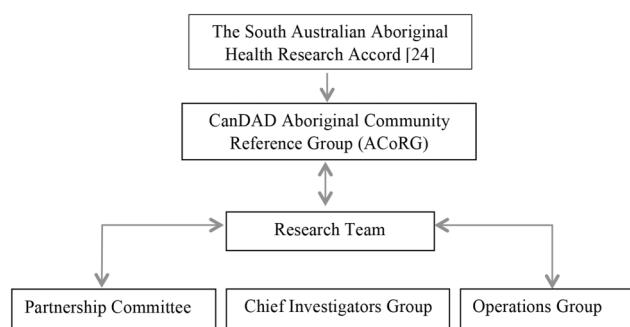 The South Australian Aboriginal
Health Research Accord [24]
CanDAD Aboriginal Community
Reference Group (ACoRG)
Research Team
Partnership Committee
Chief Investigators Group
Operations Group